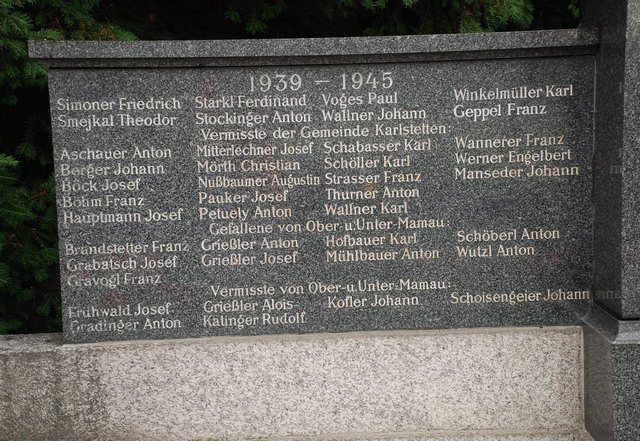 1939 - 1945
Simoner Friedrich Starkl Ferdinand Voges Paul Winkelmüller Karl
Smejkal Theodor Stockinger Anton Wallner Johann Geppel Franz
Vermisste der Gemeinde Karlstetten:
Aschauer Anton Mitterlechner Josef Schabasser Karl Wannerer Franz
Berger Johann Mörth Christian Schöller Karl Werner Engelbert
Böck Josef Nußbaumer Augustin Strasser Franz Manseder Johann
Böhm Franz Pauker Josef Thurner Anton
Hauptmann Josef Petuely Anton Wallner Karl
Gefallene von Ober-u.Unter-Mamau:
Brandstetter Franz Grießler Anton Hofbauer Karl Schöberl Anton
Grabatsch Josef Grießler Josef Mühlbauer Anton Wutzl Anton
Gravogl Franz
Vermisste von Ober-u.Unter-Mamau:
Frühwald Josef Grießler Alois Kofler Johann Schoisengeier Johann
Gradinger Anton Kalinger Rudolf